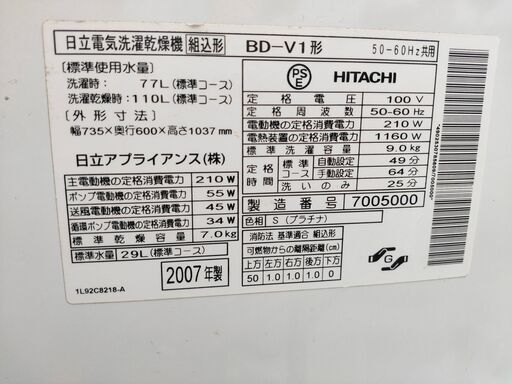 日立電気洗濯乾燥機 組込形 BD-V1形 50-60Hz共用
〔標準使用水量〕
洗濯時: 77L(標準コース)
洗濯乾燥時:110L(標準コース)
〔外形寸法〕
幅735×奥行600×高さ1037mm
日立アプライアンス(株)
主電動機の定格消費電力 210W
ポンプ電動機の定格消費電力 55W
送風電動機の定格消費電力 45W
循環ポンプ電動機の定格消費電力 34W
標準乾燥容量 7.0kg
標準水量 29L(標準コース)
2007年製
1L92C8218-A
PSE HITACHI
定格電圧 100V
定格周波数 50-60Hz
電動機の定格消費電力 210W
電熱装置の定格消費電力 1160W
標準洗濯容量 9.0kg
定格時間 標準コース 自動設定 49分
手動設定 64分
洗いのみ 25分
製造番号 7005000
色相 S(プラチナ)
消防法 基準適合 組込形
可燃物からの離隔距離(cm)
上方 左方 右方 前方 後方 下方
50 1.0 1.0 0 1.0 0
G